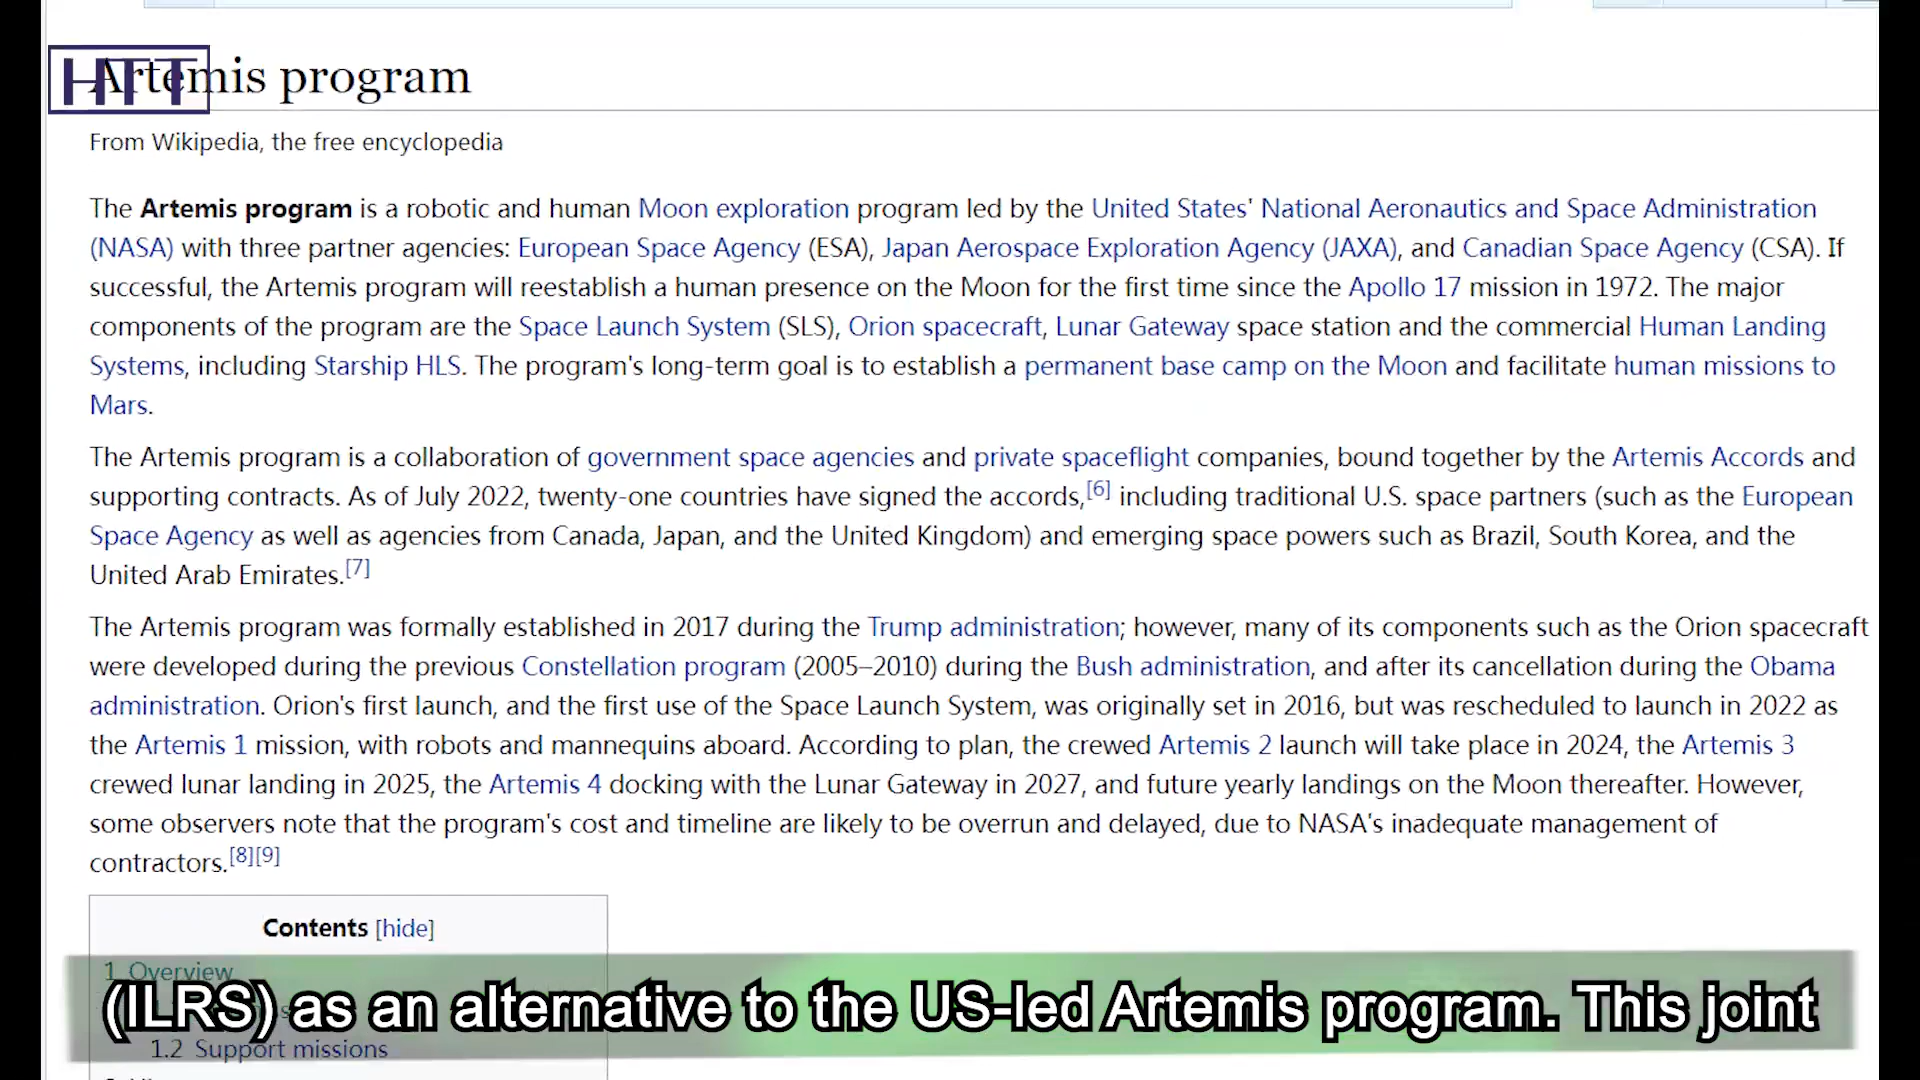 HTT
Artemis program
From Wikipedia, the free encyclopedia
The Artemis program is a robotic and human Moon exploration program led by the United States' National Aeronautics and Space Administration
(NASA) with three partner agencies: European Space Agency (ESA), Japan Aerospace Exploration Agency (JAXA), and Canadian Space Agency (CSA). If
successful, the Artemis program will reestablish a human presence on the Moon for the first time since the Apollo 17 mission in 1972. The major
components of the program are the Space Launch System (SLS), Orion spacecraft, Lunar Gateway space station and the commercial Human Landing
Systems, including Starship HLS. The program's long-term goal is to establish a permanent base camp on the Moon and facilitate human missions to
Mars.
The Artemis program is a collaboration of government space agencies and private spaceflight companies, bound together by the Artemis Accords and
supporting contracts. As of July 2022, twenty-one countries have signed the accords,[6] including traditional U.S. space partners (such as the European
Space Agency as well as agencies from Canada, Japan, and the United Kingdom) and emerging space powers such as Brazil, South Korea, and the
United Arab Emirates.[7]
The Artemis program was formally established in 2017 during the Trump administration; however, many of its components such as the Orion spacecraft
were developed during the previous Constellation program (2005–2010) during the Bush administration, and after its cancellation during the Obama
administration. Orion's first launch, and the first use of the Space Launch System, was originally set in 2016, but was rescheduled to launch in 2022 as
the Artemis 1 mission, with robots and mannequins aboard. According to plan, the crewed Artemis 2 launch will take place in 2024, the Artemis 3
crewed lunar landing in 2025, the Artemis 4 docking with the Lunar Gateway in 2027, and future yearly landings on the Moon thereafter. However,
some observers note that the program's cost and timeline are likely to be overrun and delayed, due to NASA's inadequate management of
contractors.[8][9]
Contents [hide]
1 Overview
(ILRS) as an alternative to the US-led Artemis program. This joint
1.2 Support missions